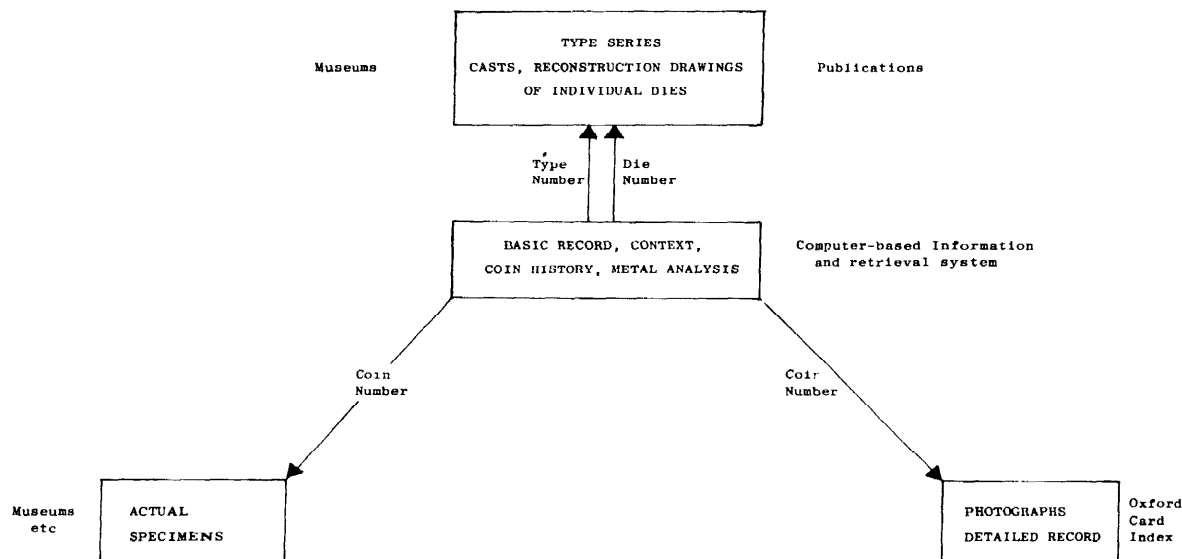 TYPE SERIES
Museums CASTS, RECONSTRUCTION DRAWINGS Publications
OF INDIVIDUAL DIES
Type Die
Number Number
BASIC RECORD, CONTEXT, Computer-based Information
COIN HISTORY, METAL ANALYSIS and retrieval system
Coin Coir
Number Number
Museums ACTUAL PHOTOGRAPHS Oxford
etc SPECIMENS DETAILED RECORD Card
Index